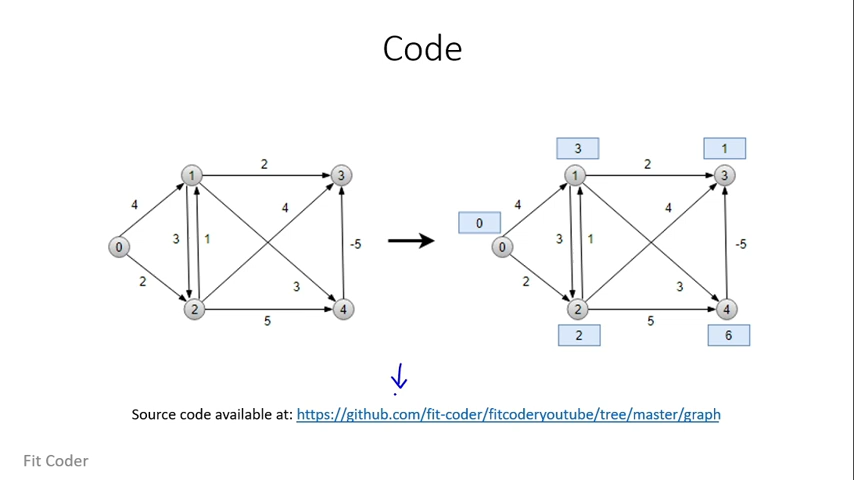 Code
3 1
1 2 3 1 2 3
4 4 4 4
0
0 3 1 -5 0 3 1 -5
2 3 2 3
2 5 4 2 5 4
2 6
Source code available at: https://github.com/fit-coder/fitcoderyoutube/tree/master/graph
Fit Coder